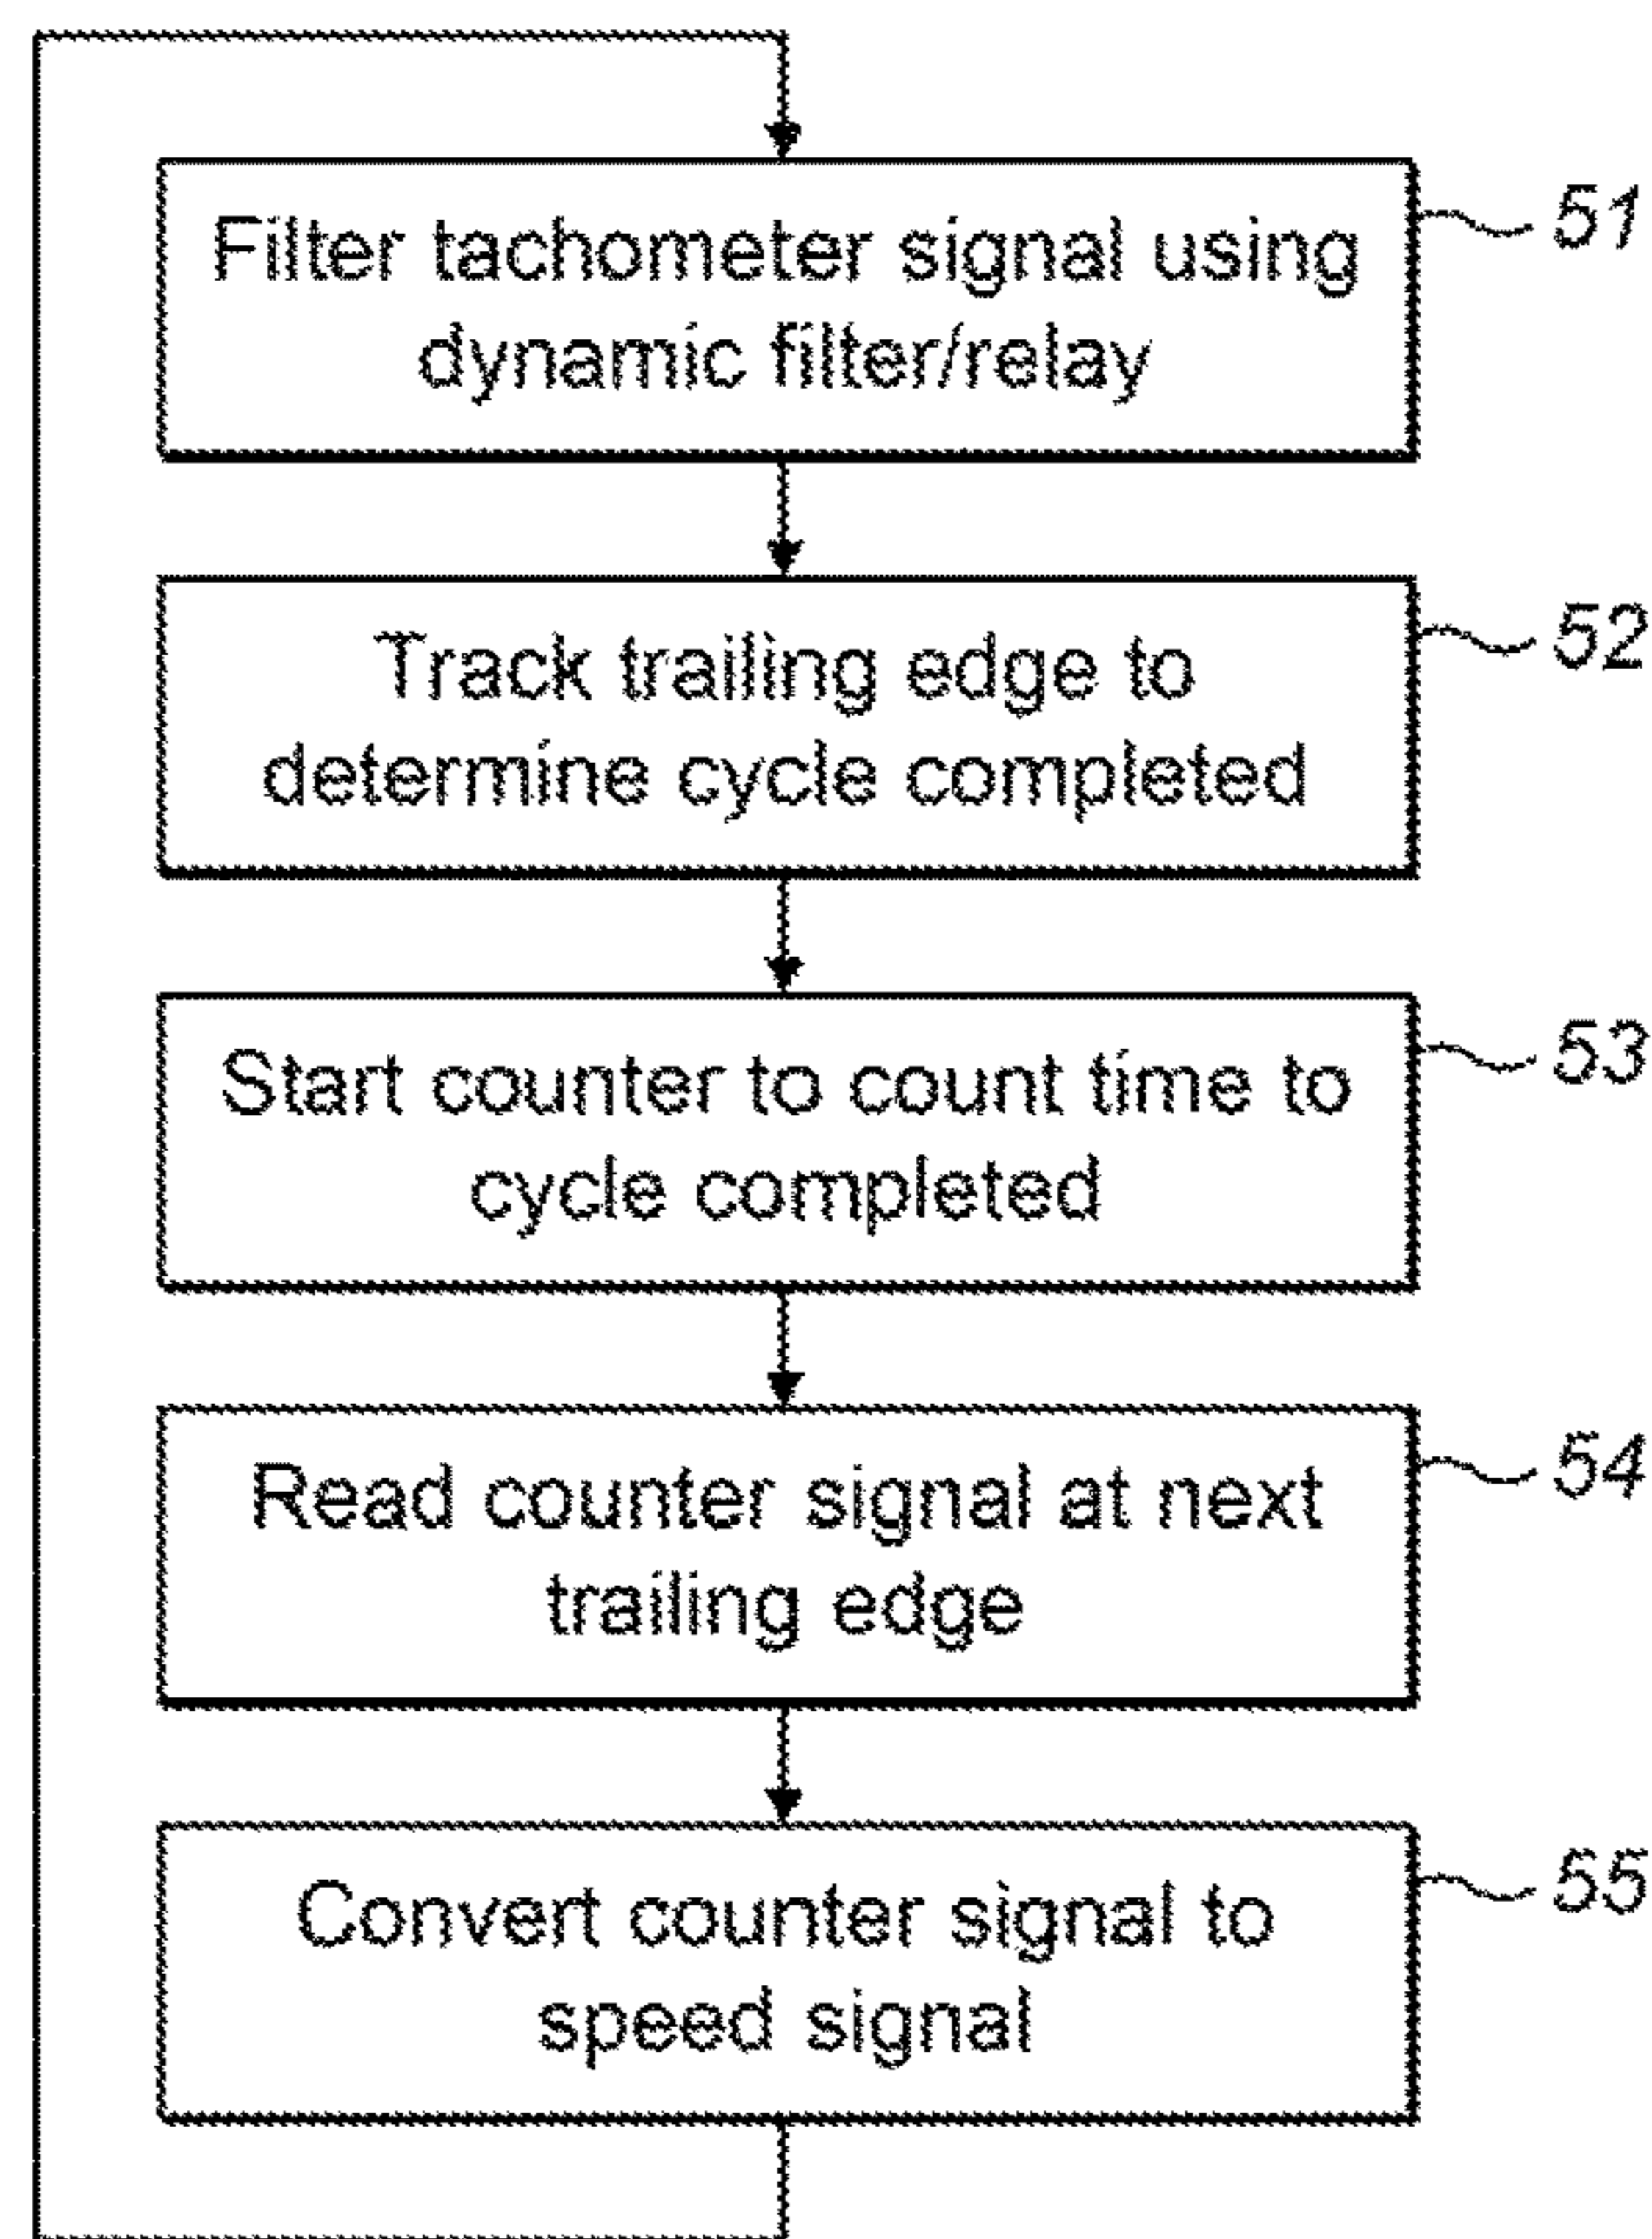 Filter tachometer signal using
dynamic filter/relay
51
Track trailing edge to
determine cycle completed
52
Start counter to count time to
cycle completed
53
Read counter signal at next
trailing edge
54
Convert counter signal to
speed signal
55